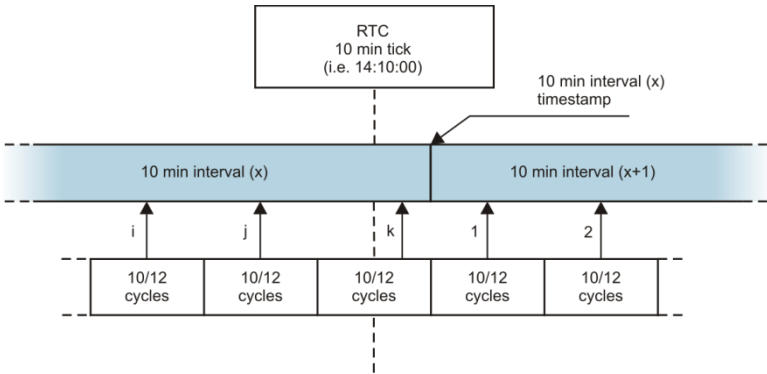 RTC
10 min tick
(i.e. 14:10:00)
10 min interval (x)
timestamp
10 min interval (x)
10 min interval (x+1)
i
j
k
1
2
10/12
cycles
10/12
cycles
10/12
cycles
10/12
cycles
10/12
cycles